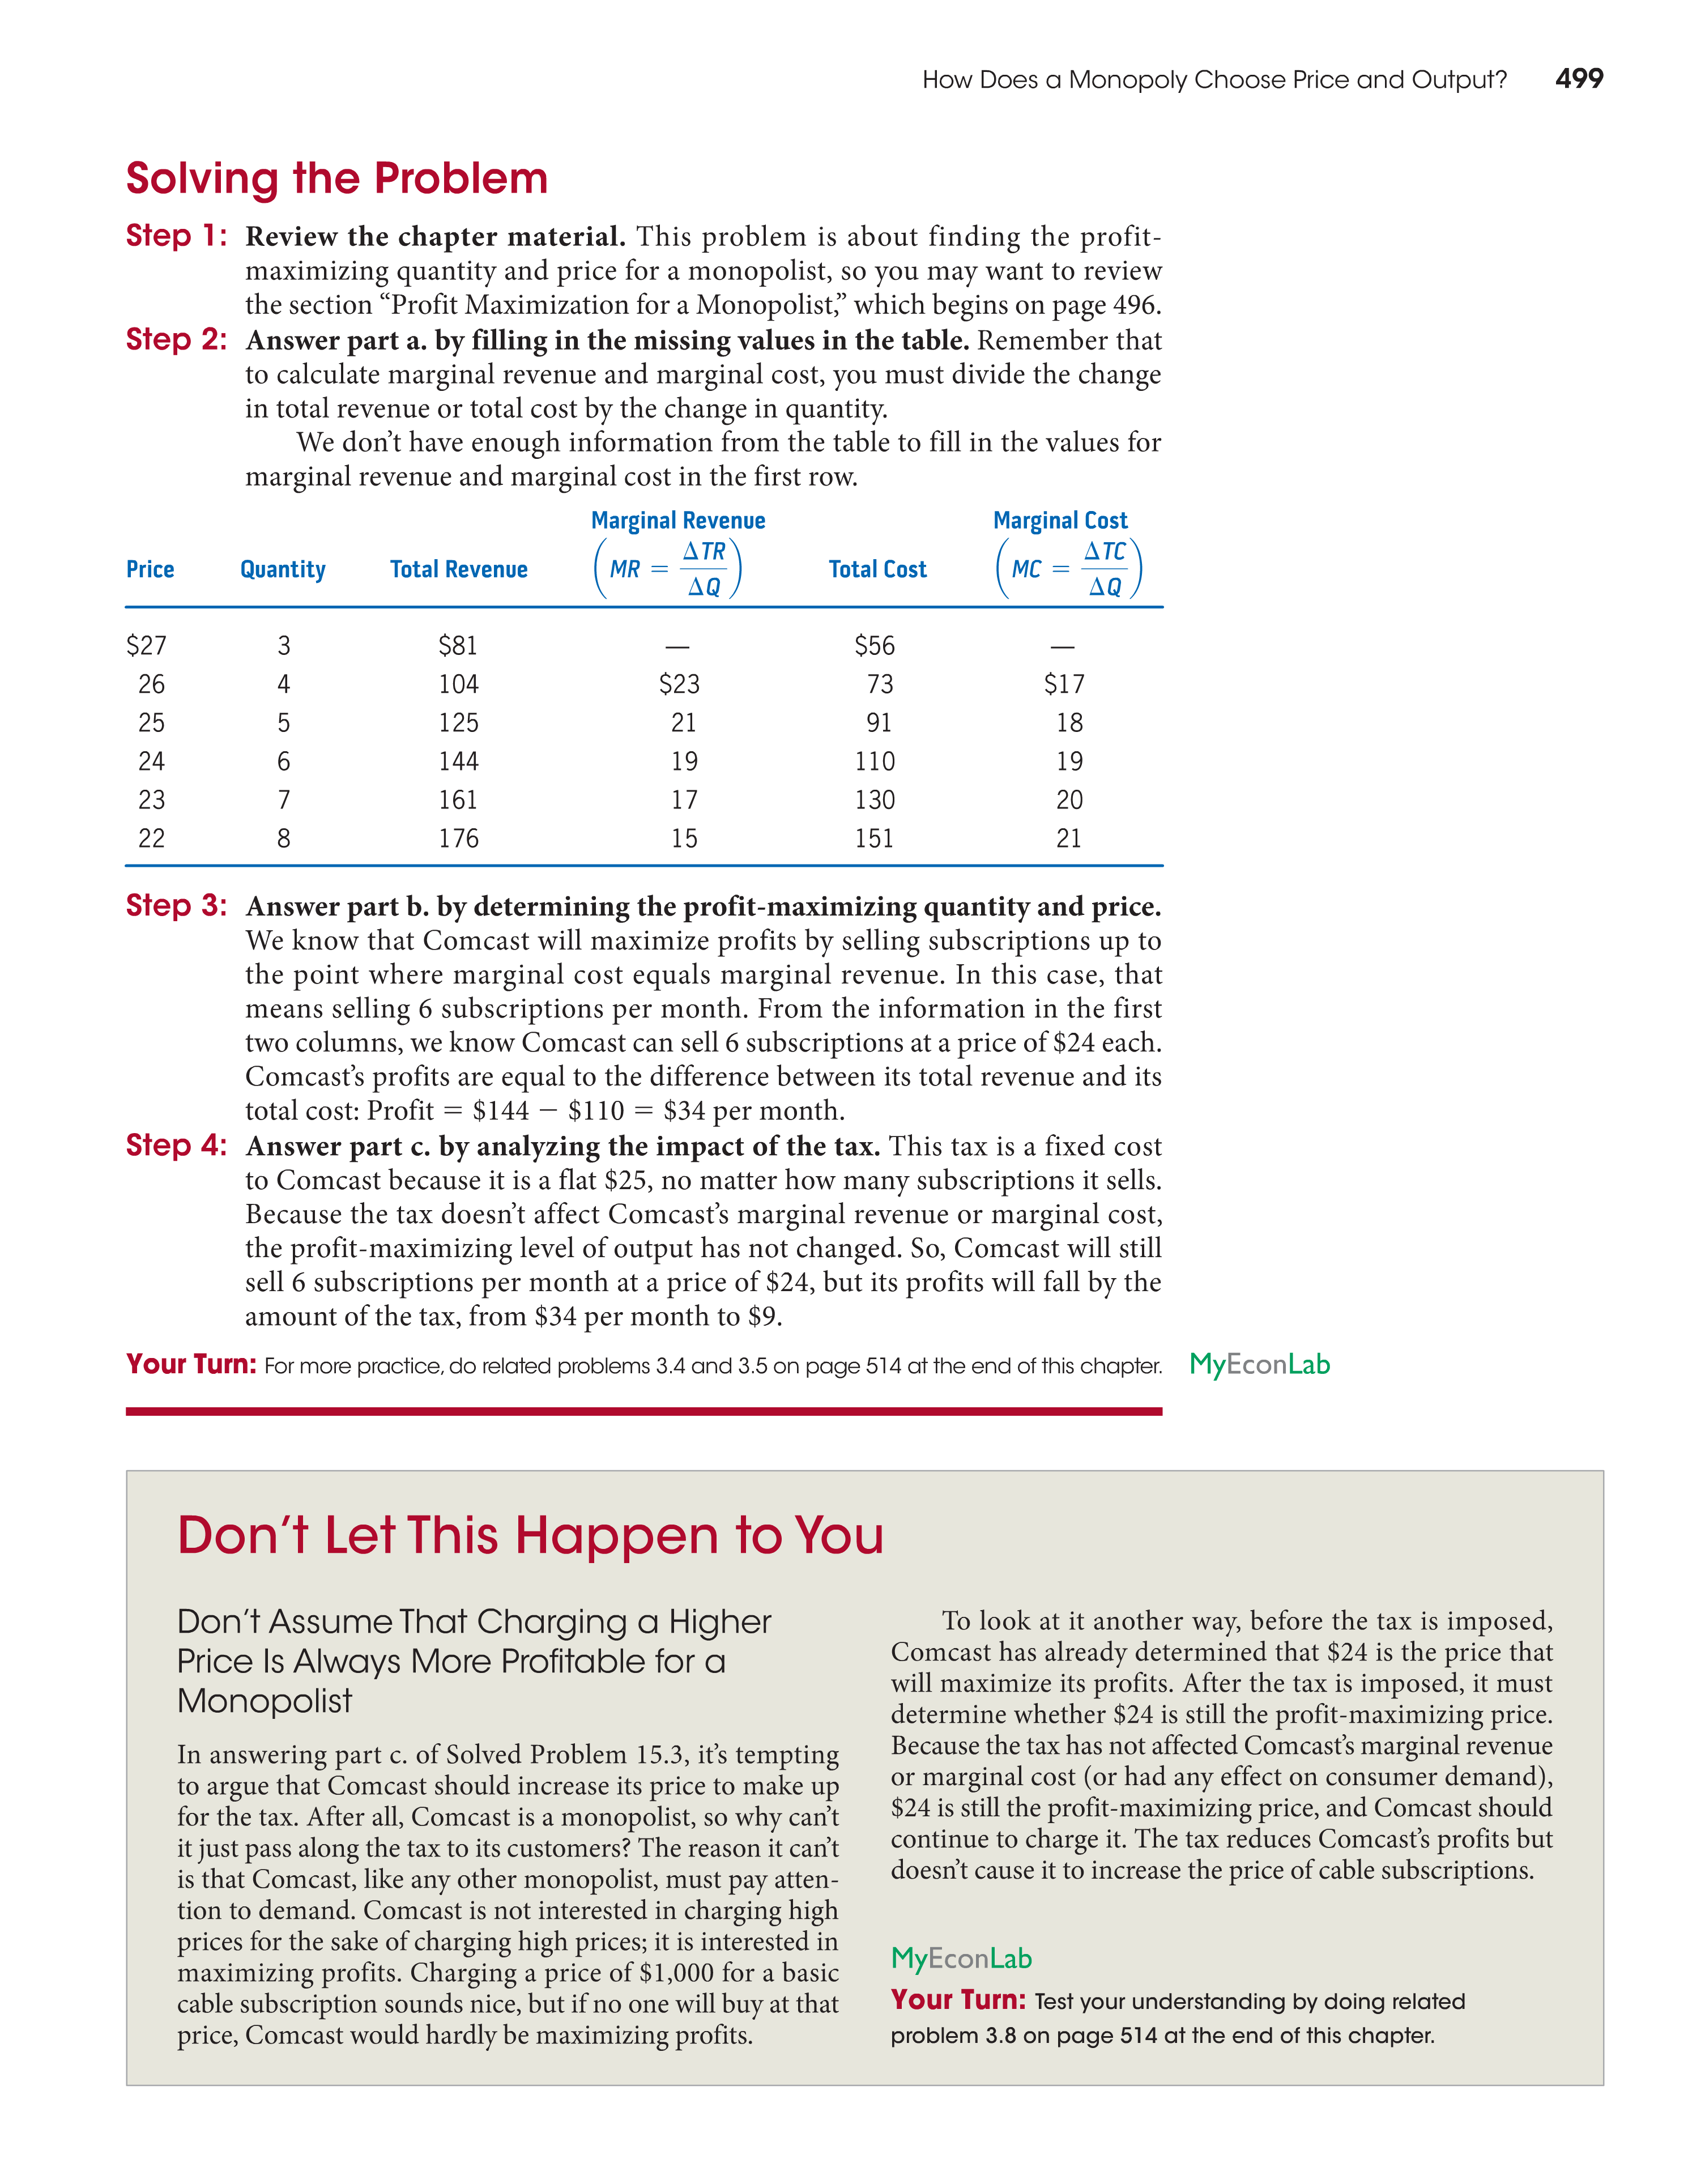 How Does a Monopoly Choose Price and Output? 499
Solving the Problem
Step 1: Review the chapter material. This problem is about finding the profit-
maximizing quantity and price for a monopolist, so you may want to review
the section “Profit Maximization for a Monopolist,” which begins on page 496.
Step 2: Answer part a. by filling in the missing values in the table. Remember that
to calculate marginal revenue and marginal cost, you must divide the change
in total revenue or total cost by the change in quantity.
We don’t have enough information from the table to fill in the values for
marginal revenue and marginal cost in the first row.
Price Quantity Total Revenue Marginal Revenue (MR = ΔTR/ΔQ) Total Cost Marginal Cost (MC = ΔTC/ΔQ)
$27 3 $81 — $56 —
26 4 104 $23 73 $17
25 5 125 21 91 18
24 6 144 19 110 19
23 7 161 17 130 20
22 8 176 15 151 21
Step 3: Answer part b. by determining the profit-maximizing quantity and price.
We know that Comcast will maximize profits by selling subscriptions up to
the point where marginal cost equals marginal revenue. In this case, that
means selling 6 subscriptions per month. From the information in the first
two columns, we know Comcast can sell 6 subscriptions at a price of $24 each.
Comcast’s profits are equal to the difference between its total revenue and its
total cost: Profit = $144 − $110 = $34 per month.
Step 4: Answer part c. by analyzing the impact of the tax. This tax is a fixed cost
to Comcast because it is a flat $25, no matter how many subscriptions it sells.
Because the tax doesn’t affect Comcast’s marginal revenue or marginal cost,
the profit-maximizing level of output has not changed. So, Comcast will still
sell 6 subscriptions per month at a price of $24, but its profits will fall by the
amount of the tax, from $34 per month to $9.
Your Turn: For more practice, do related problems 3.4 and 3.5 on page 514 at the end of this chapter. MyEconLab
Don’t Let This Happen to You
Don’t Assume That Charging a Higher
Price Is Always More Profitable for a
Monopolist
In answering part c. of Solved Problem 15.3, it’s tempting
to argue that Comcast should increase its price to make up
for the tax. After all, Comcast is a monopolist, so why can’t
it just pass along the tax to its customers? The reason it can’t
is that Comcast, like any other monopolist, must pay atten-
tion to demand. Comcast is not interested in charging high
prices for the sake of charging high prices; it is interested in
maximizing profits. Charging a price of $1,000 for a basic
cable subscription sounds nice, but if no one will buy at that
price, Comcast would hardly be maximizing profits.
To look at it another way, before the tax is imposed,
Comcast has already determined that $24 is the price that
will maximize its profits. After the tax is imposed, it must
determine whether $24 is still the profit-maximizing price.
Because the tax has not affected Comcast’s marginal revenue
or marginal cost (or had any effect on consumer demand),
$24 is still the profit-maximizing price, and Comcast should
continue to charge it. The tax reduces Comcast’s profits but
doesn’t cause it to increase the price of cable subscriptions.
MyEconLab
Your Turn: Test your understanding by doing related
problem 3.8 on page 514 at the end of this chapter.